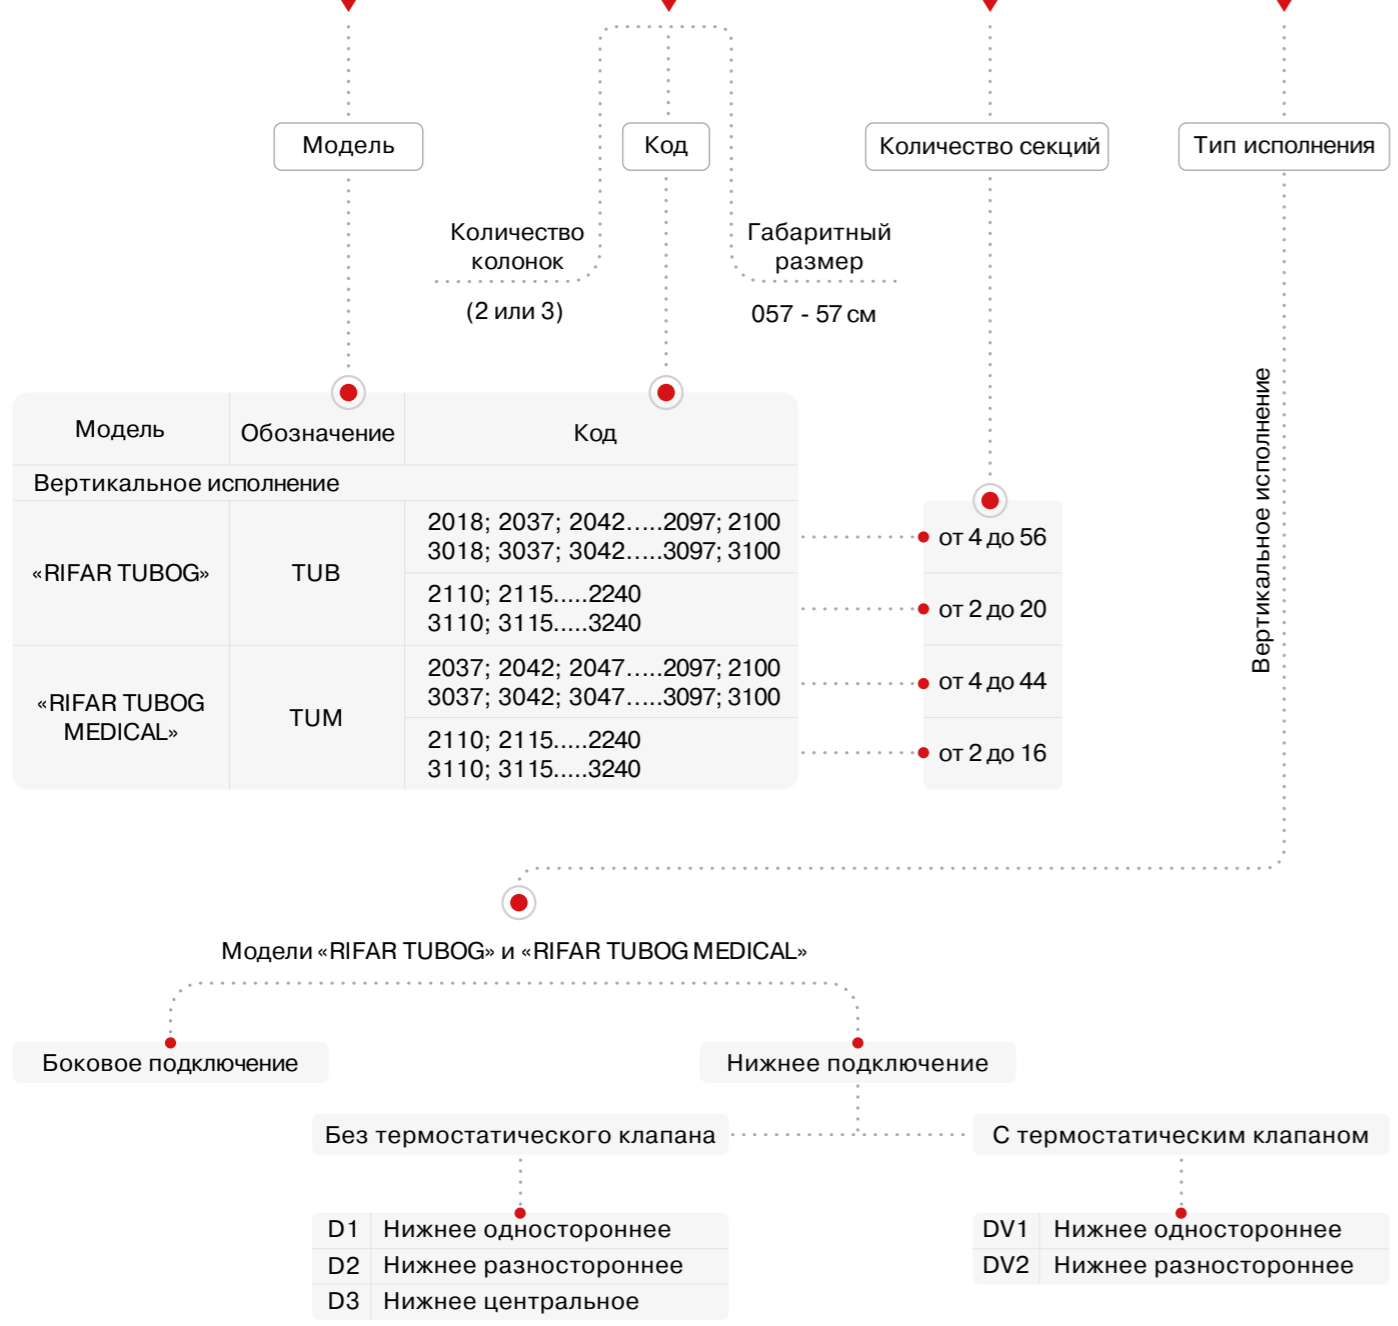 Модель
Код
Количество секций
Тип исполнения
Количество
колонок
(2 или 3)
Габаритный
размер
057 - 57 см
Вертикальное исполнение
Модель
Обозначение
Код
Вертикальное исполнение
«RIFAR TUBOG»
TUB
2018; 2037; 2042.....2097; 2100
3018; 3037; 3042.....3097; 3100
от 4 до 56
2110; 2115.....2240
3110; 3115.....3240
от 2 до 20
«RIFAR TUBOG
MEDICAL»
TUM
2037; 2042; 2047.....2097; 2100
3037; 3042; 3047.....3097; 3100
от 4 до 44
2110; 2115.....2240
3110; 3115.....3240
от 2 до 16
Модели «RIFAR TUBOG» и «RIFAR TUBOG MEDICAL»
Боковое подключение
Нижнее подключение
Без термостатического клапана
С термостатическим клапаном
D1 Нижнее одностороннее
D2 Нижнее разностороннее
D3 Нижнее центральное
DV1 Нижнее одностороннее
DV2 Нижнее разностороннее